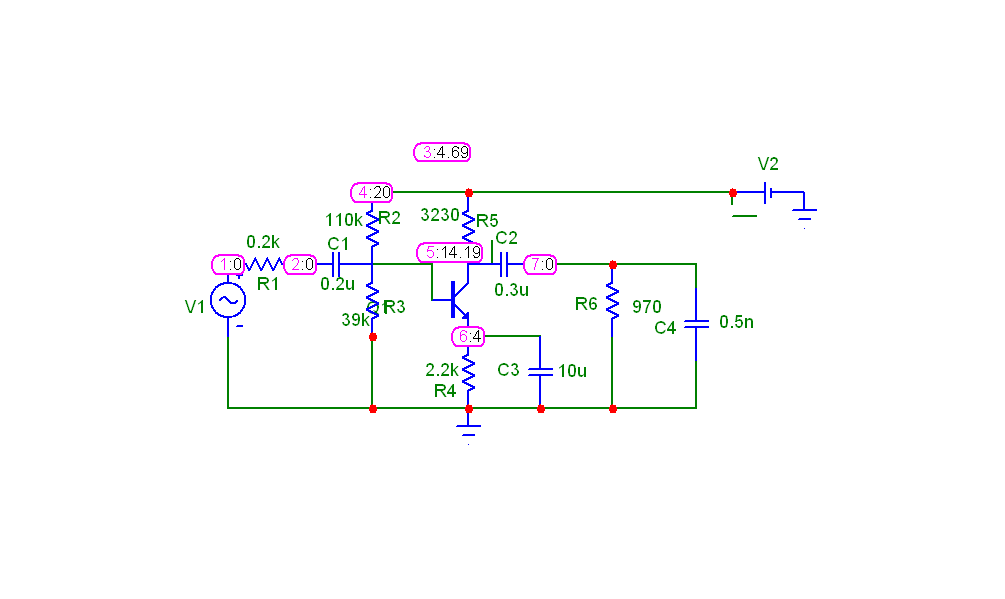 3:4.69
V2
4:20
110k
R2
3230
R5
0.2k
C1
5:14.19
C2
1:0
2:0
7:0
R1
0.2u
0.3u
V1
R3
R6
970
39k
C4
0.5n
6:4
2.2k
C3
10u
R4